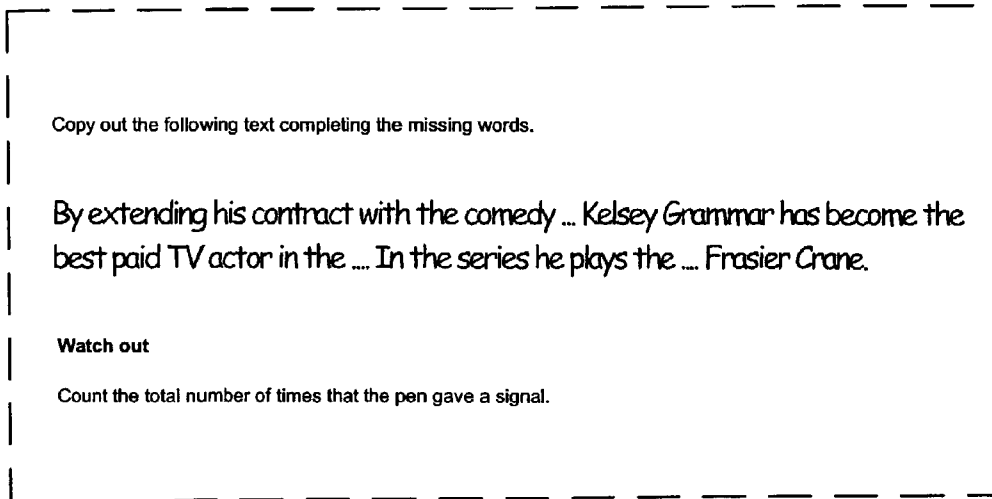 Copy out the following text completing the missing words.
By extending his contract with the comedy ... Kelsey Grammar has become the
best paid TV actor in the .... In the series he plays the .... Frasier Crane.
Watch out
Count the total number of times that the pen gave a signal.